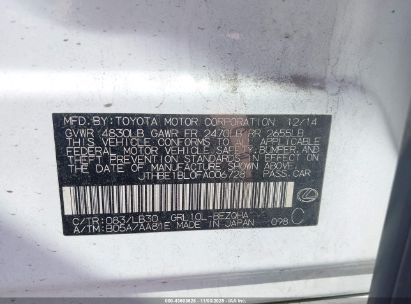 MFD. BY: TOYOTA MOTOR CORPORATION 12/14
GVWR 4830LB GAWR FR 2470LB RR 2655LB
THIS VEHICLE CONFORMS TO ALL APPLICABLE
FEDERAL MOTOR VEHICLE SAFETY, BUMPER, AND
THEFT PREVENTION STANDARDS IN EFFECT ON
THE DATE OF MANUFACTURE SHOWN ABOVE.
JTHBE1BL0FA006728 PASS. CAR
C/TR: 083/LB30 GRL10L-BEZQHA
A/TM: B05A/AA81E MADE IN JAPAN 098 C